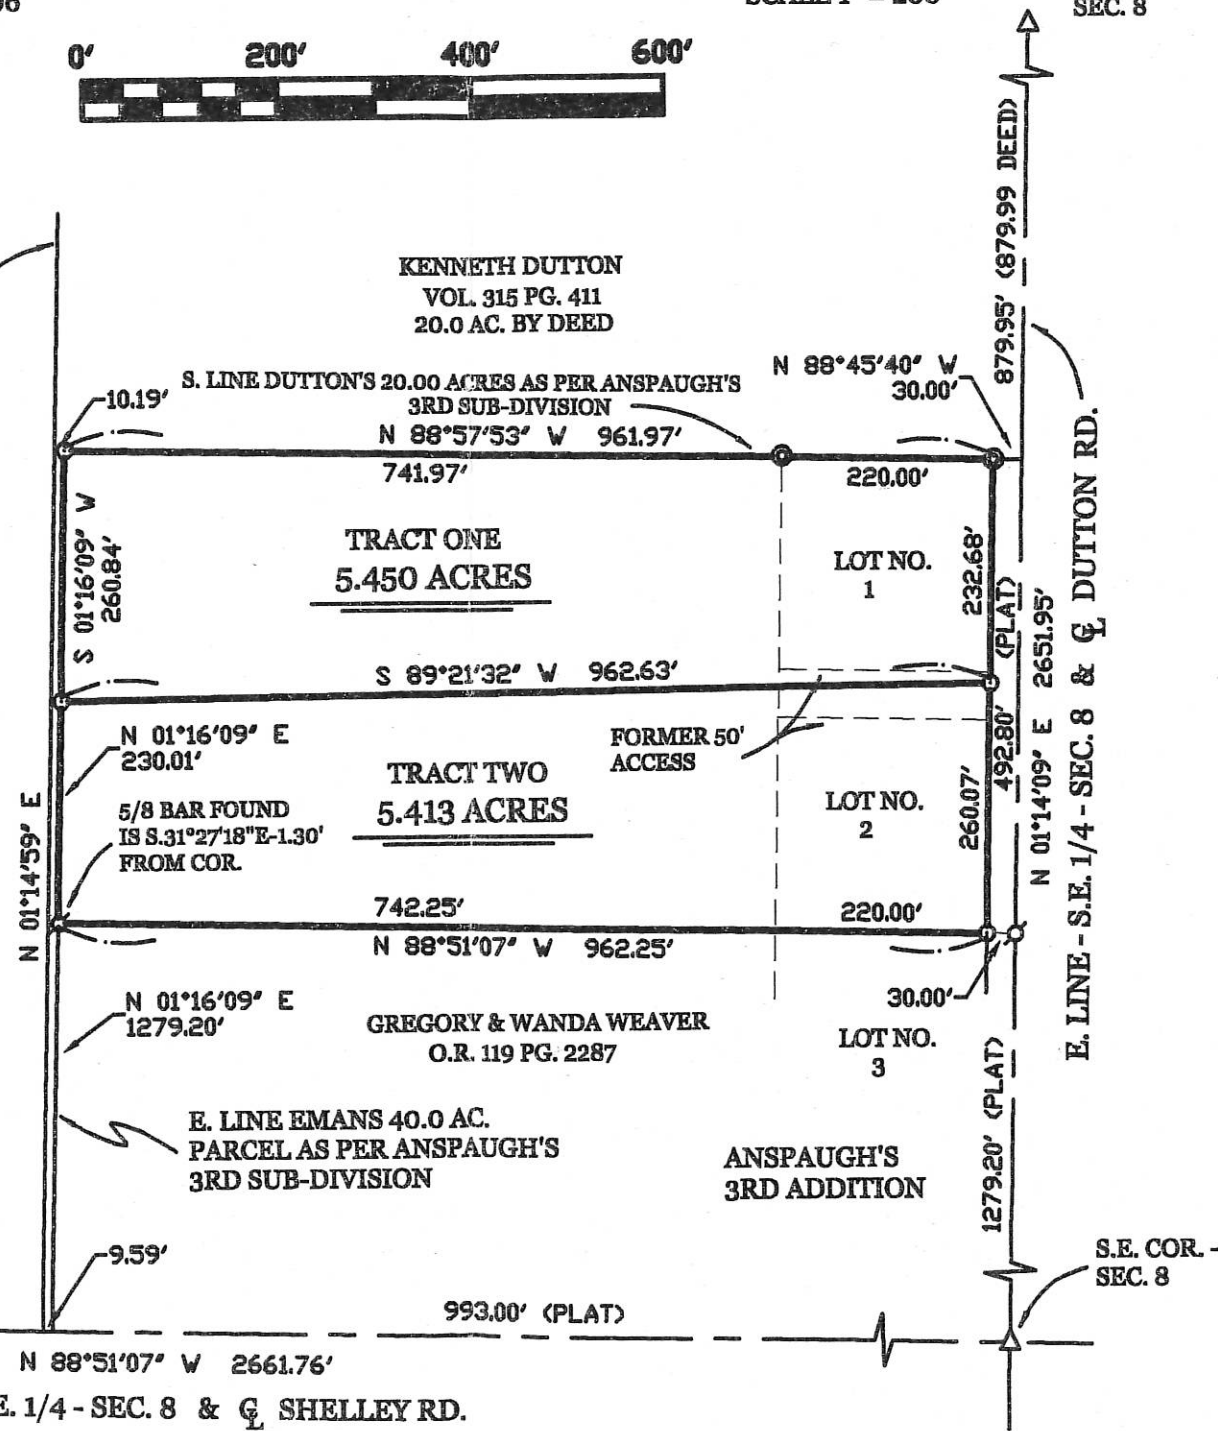 SEC. 8
0' 200' 400' 600'
KENNETH DUTTON
VOL. 315 PG. 411
20.0 AC. BY DEED
879.95' (879.99 DEED)
N 88°45'40" W
30.00'
S. LINE DUTTON'S 20.00 ACRES AS PER ANSPAUGH'S
3RD SUB-DIVISION
10.19'
N 88°57'53" W 961.97'
741.97'
220.00'
S 01°16'09" W
260.84'
TRACT ONE
5.450 ACRES
LOT NO.
1
232.68'
492.80' (PLAT)
N 01°14'09" E 2651.95'
E. LINE - S.E. 1/4 - SEC. 8 & ℄ DUTTON RD.
S 89°21'32" W 962.63'
FORMER 50'
ACCESS
N 01°16'09" E
230.01'
TRACT TWO
5.413 ACRES
LOT NO.
2
260.07'
5/8 BAR FOUND
IS S.31°27'18"E-1.30'
FROM COR.
N 01°14'59" E
742.25'
220.00'
N 88°51'07" W 962.25'
30.00'
N 01°16'09" E
1279.20'
GREGORY & WANDA WEAVER
O.R. 119 PG. 2287
LOT NO.
3
1279.20' (PLAT)
E. LINE EMANS 40.0 AC.
PARCEL AS PER ANSPAUGH'S
3RD SUB-DIVISION
ANSPAUGH'S
3RD ADDITION
9.59'
S.E. COR. -
SEC. 8
993.00' (PLAT)
N 88°51'07" W 2661.76'
E. 1/4 - SEC. 8 & ℄ SHELLEY RD.